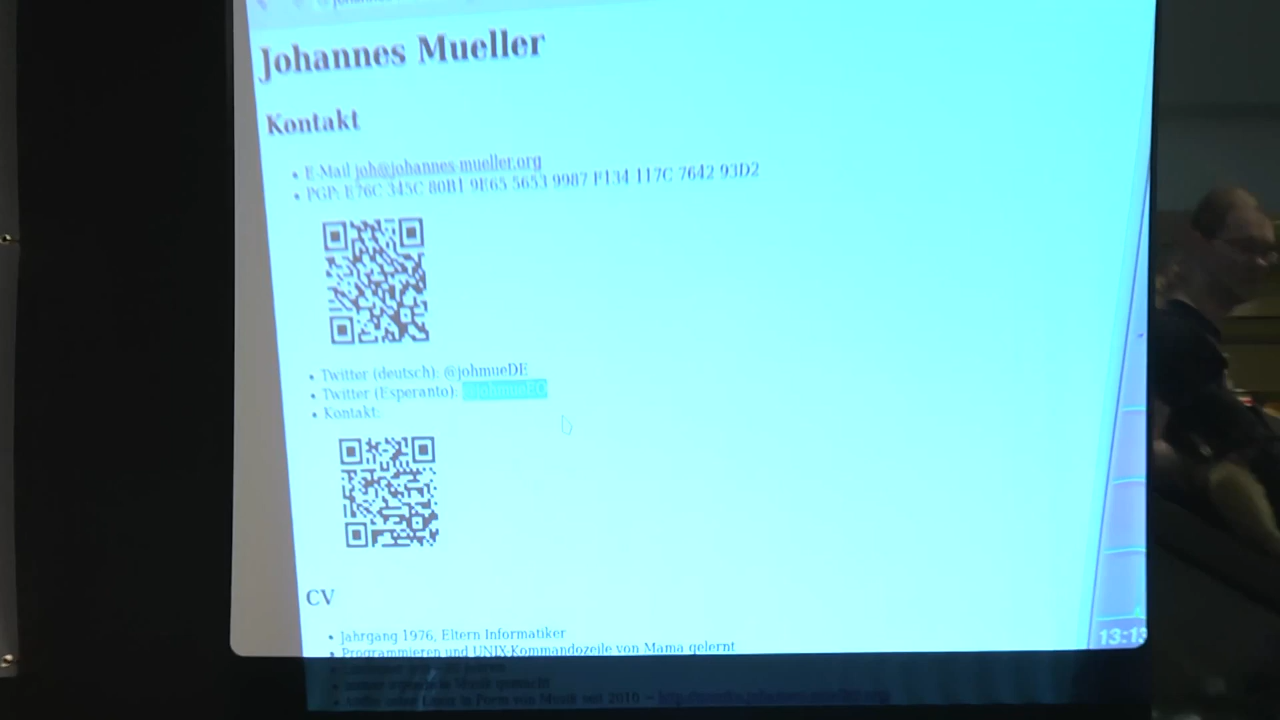 Johannes Mueller
Kontakt
• E-Mail joh@johannes-mueller.org
• PGP: E76C 345C 80B1 9E65 5653 9987 F134 117C 7642 93D2
• Twitter (deutsch): @johmueDE
• Twitter (Esperanto): @johmueEO
• Kontakt:
CV
• Jahrgang 1976, Eltern Informatiker
• Programmieren und UNIX-Kommandozeile von Mama gelernt
13:13